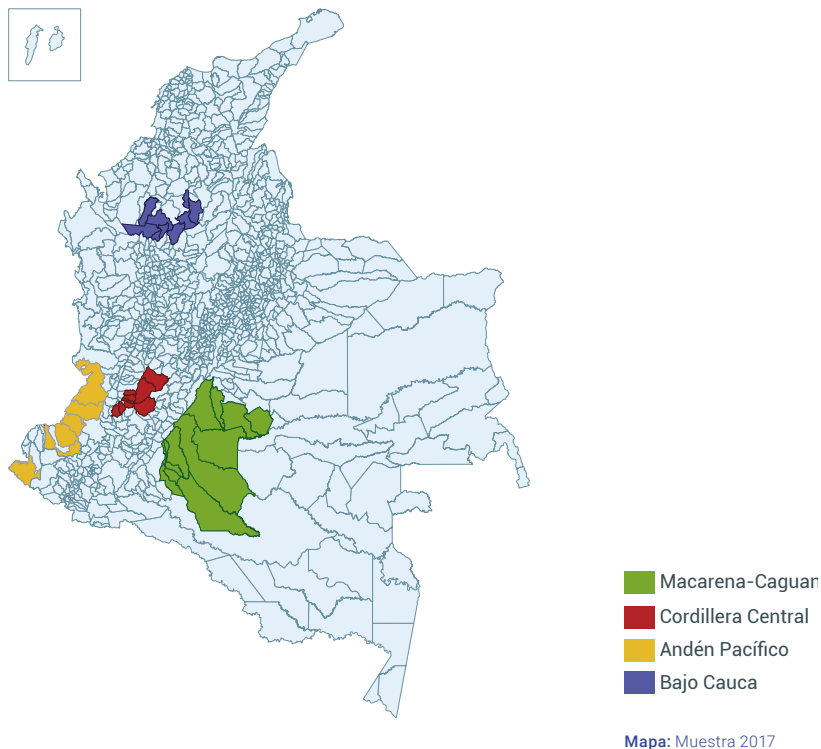 Macarena-Caguan
Cordillera Central
Andén Pacífico
Bajo Cauca
Mapa: Muestra 2017